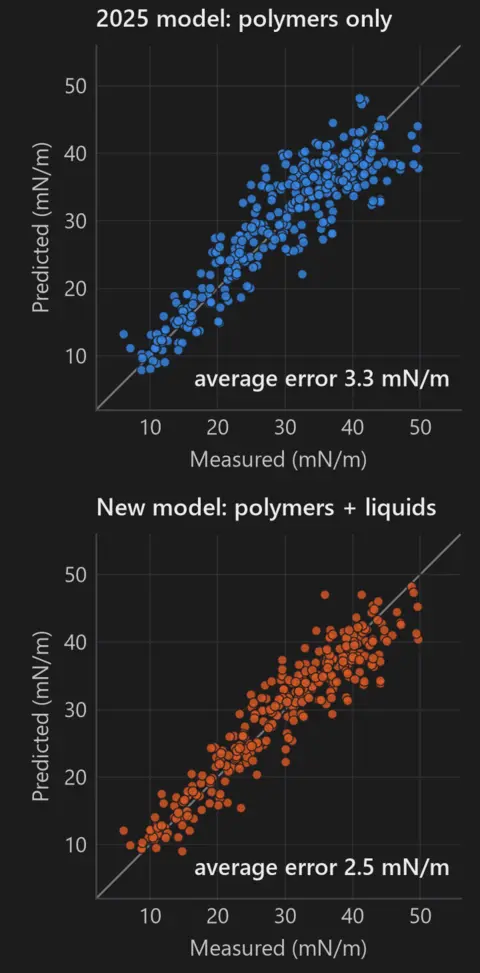 2025 model: polymers only
50
40
30
20
10
Predicted (mN/m)
average error 3.3 mN/m
10 20 30 40 50
Measured (mN/m)
New model: polymers + liquids
50
40
30
20
10
Predicted (mN/m)
average error 2.5 mN/m
10 20 30 40 50
Measured (mN/m)